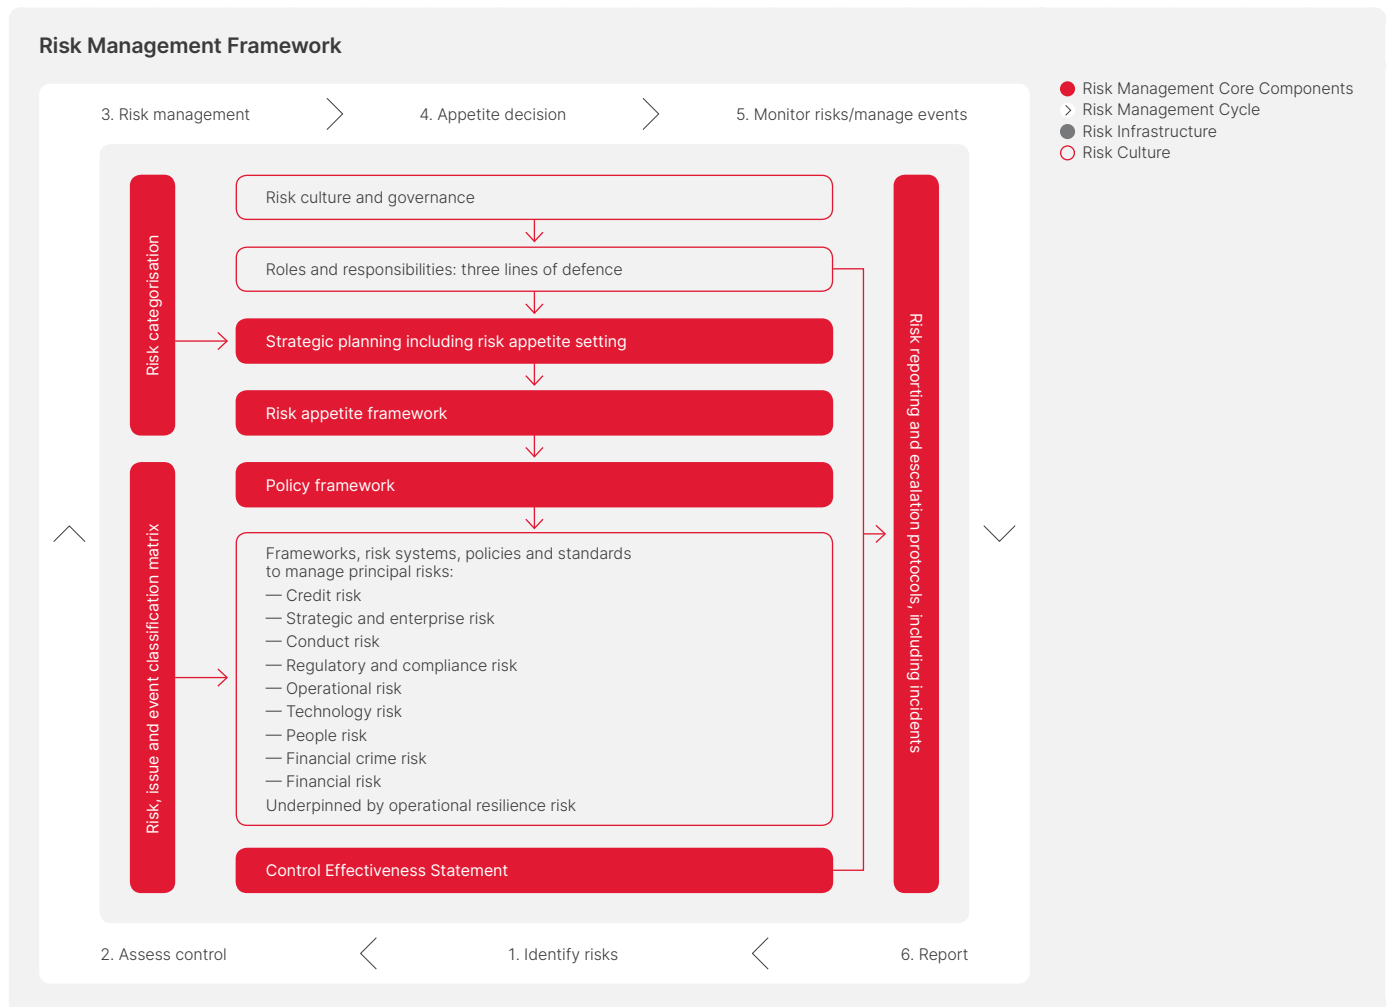 Risk Management Framework
3. Risk management
4. Appetite decision
5. Monitor risks/manage events
Risk Management Core Components
Risk Management Cycle
Risk Infrastructure
Risk Culture
Risk categorisation
Risk, issue and event classification matrix
Risk culture and governance
Roles and responsibilities: three lines of defence
Strategic planning including risk appetite setting
Risk appetite framework
Policy framework
Frameworks, risk systems, policies and standards
to manage principal risks:
— Credit risk
— Strategic and enterprise risk
— Conduct risk
— Regulatory and compliance risk
— Operational risk
— Technology risk
— People risk
— Financial crime risk
— Financial risk
Underpinned by operational resilience risk
Control Effectiveness Statement
Risk reporting and escalation protocols, including incidents
2. Assess control
1. Identify risks
6. Report